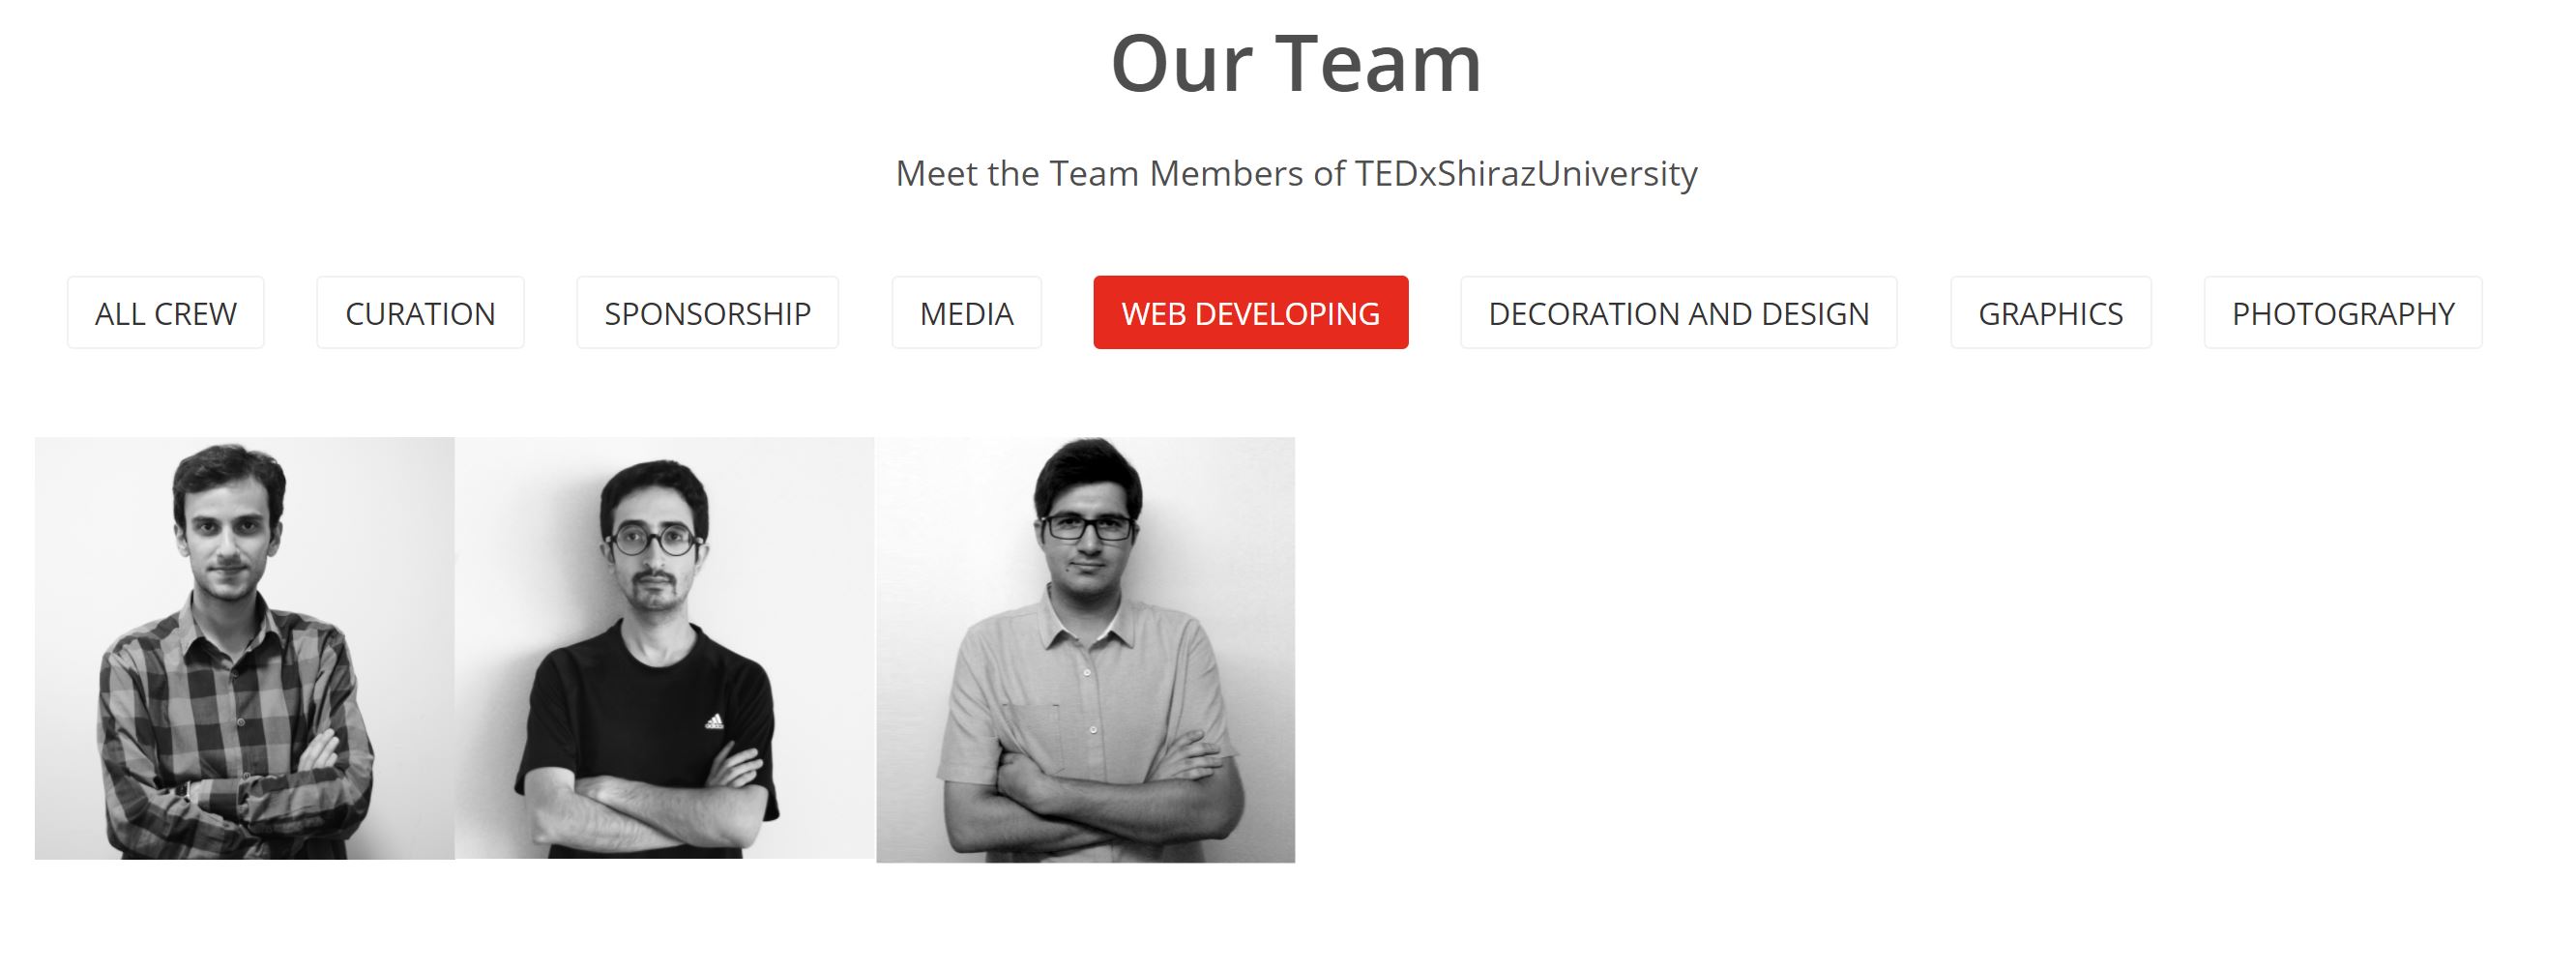 Our Team
Meet the Team Members of TEDxShirazUniversity
ALL CREW CURATION SPONSORSHIP MEDIA WEB DEVELOPING DECORATION AND DESIGN GRAPHICS PHOTOGRAPHY
adidas